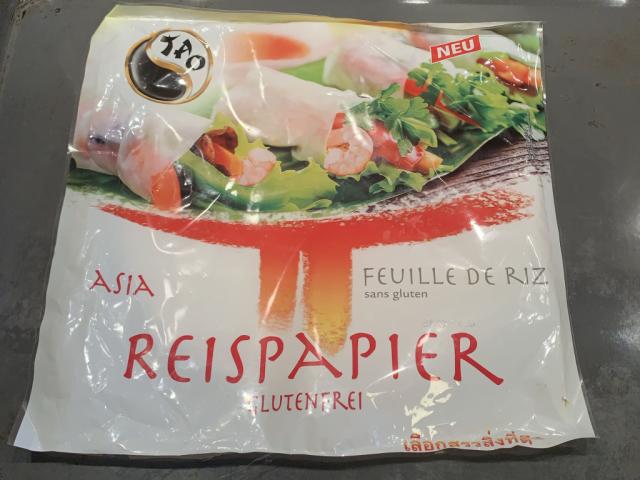 TAO
NEU
ASIA
FEUILLE DE RIZ
sans gluten
REISPAPIER
GLUTENFREI